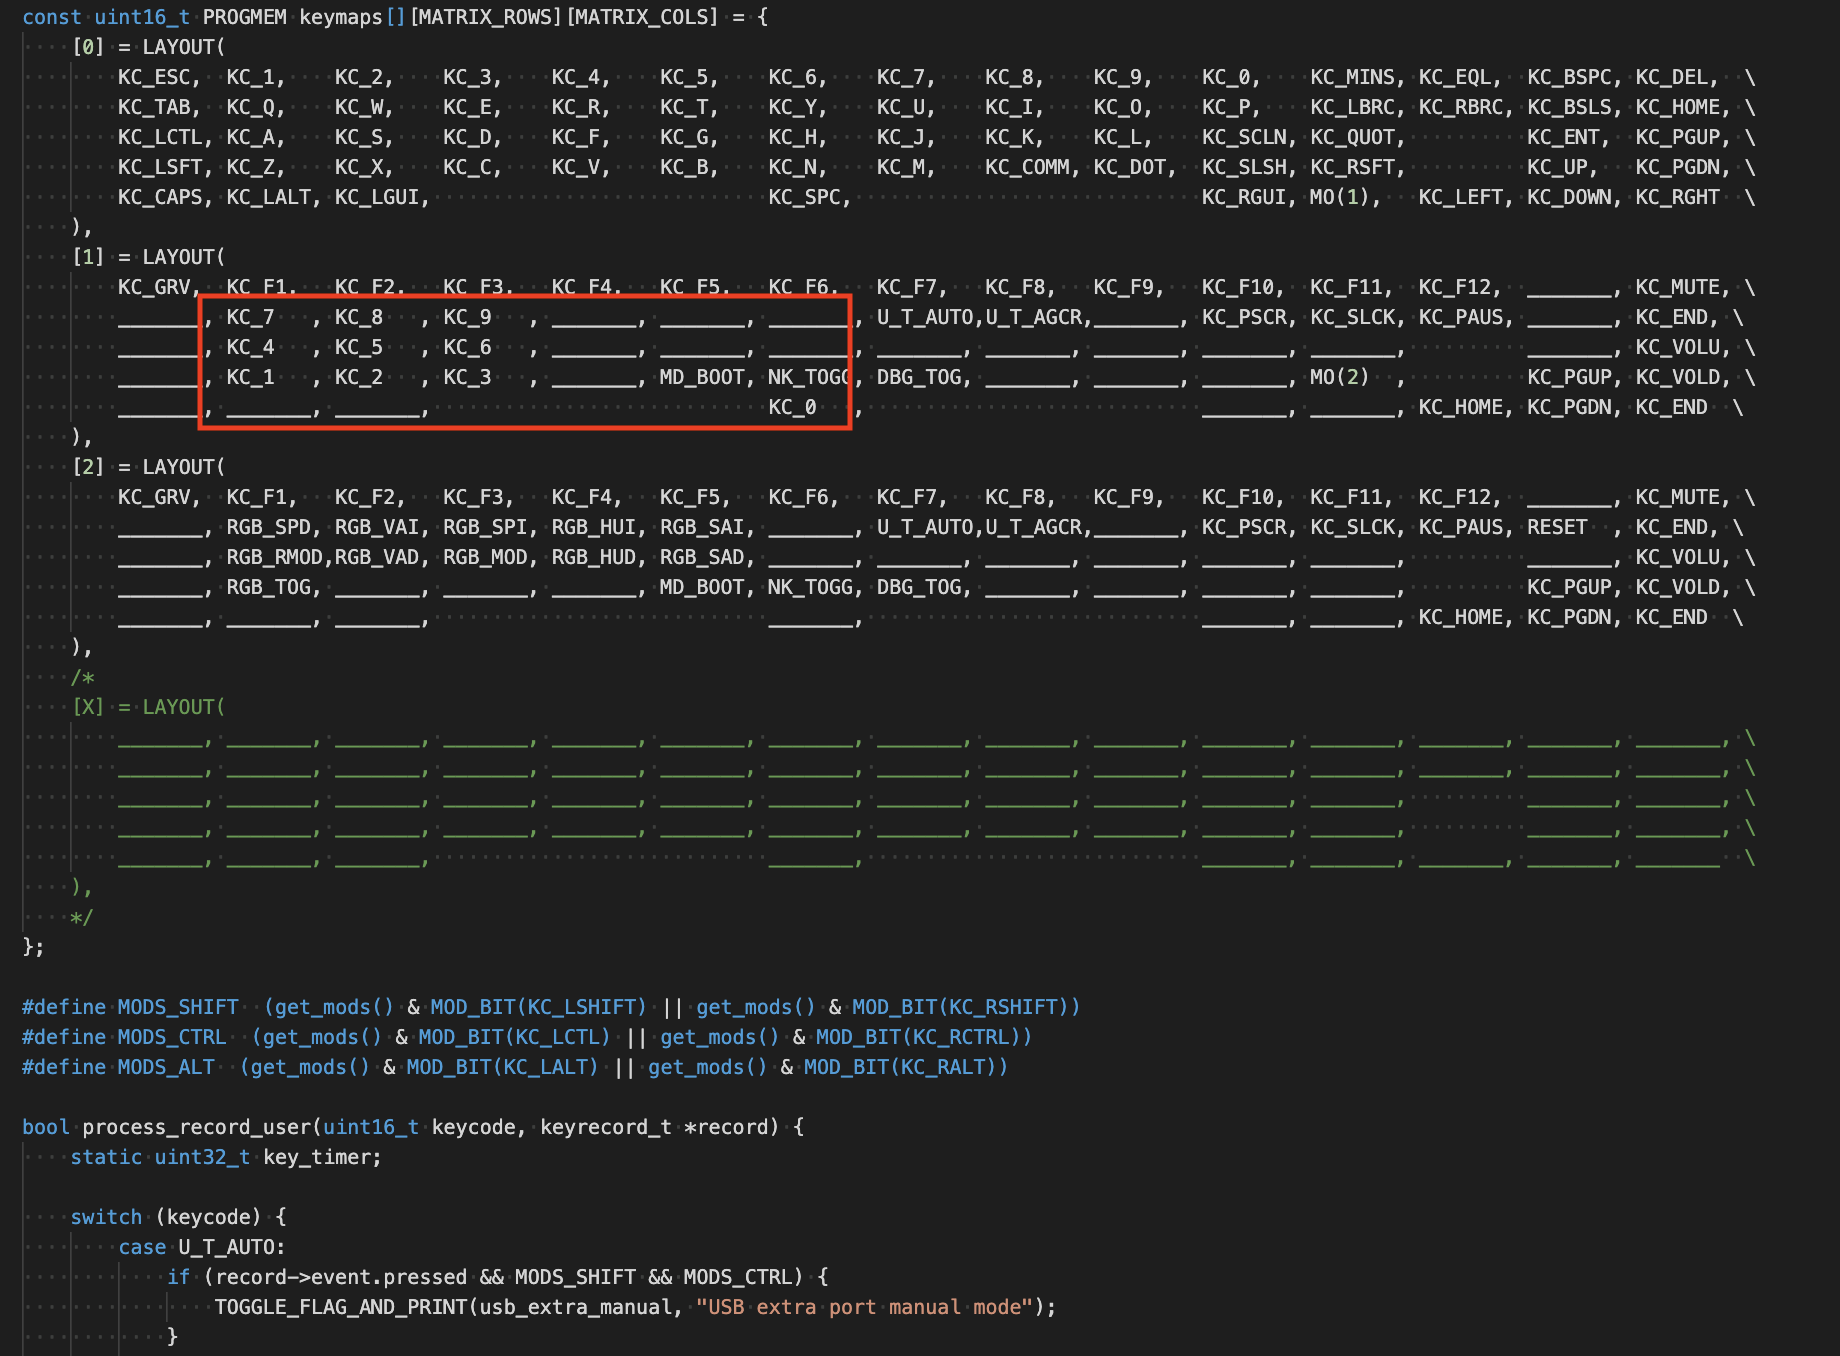 const uint16_t PROGMEM keymaps[][MATRIX_ROWS][MATRIX_COLS] = {
    [0] = LAYOUT(
        KC_ESC,  KC_1,    KC_2,    KC_3,    KC_4,    KC_5,    KC_6,    KC_7,    KC_8,    KC_9,    KC_0,    KC_MINS, KC_EQL,  KC_BSPC, KC_DEL,  \
        KC_TAB,  KC_Q,    KC_W,    KC_E,    KC_R,    KC_T,    KC_Y,    KC_U,    KC_I,    KC_O,    KC_P,    KC_LBRC, KC_RBRC, KC_BSLS, KC_HOME, \
        KC_LCTL, KC_A,    KC_S,    KC_D,    KC_F,    KC_G,    KC_H,    KC_J,    KC_K,    KC_L,    KC_SCLN, KC_QUOT,          KC_ENT,  KC_PGUP, \
        KC_LSFT, KC_Z,    KC_X,    KC_C,    KC_V,    KC_B,    KC_N,    KC_M,    KC_COMM, KC_DOT,  KC_SLSH, KC_RSFT,          KC_UP,   KC_PGDN, \
        KC_CAPS, KC_LALT, KC_LGUI,                            KC_SPC,                             KC_RGUI, MO(1),   KC_LEFT, KC_DOWN, KC_RGHT  \
    ),
    [1] = LAYOUT(
        KC_GRV,  KC_F1,   KC_F2,   KC_F3,   KC_F4,   KC_F5,   KC_F6,   KC_F7,   KC_F8,   KC_F9,   KC_F10,  KC_F11,  KC_F12,  _______, KC_MUTE, \
        _______, KC_7   , KC_8   , KC_9   , _______, _______, _______, U_T_AUTO,U_T_AGCR,_______, KC_PSCR, KC_SLCK, KC_PAUS, _______, KC_END, \
        _______, KC_4   , KC_5   , KC_6   , _______, _______, _______, _______, _______, _______, _______, _______,          _______, KC_VOLU, \
        _______, KC_1   , KC_2   , KC_3   , _______, MD_BOOT, NK_TOGG, DBG_TOG, _______, _______, _______, MO(2)  ,          KC_PGUP, KC_VOLD, \
        _______, _______, _______,                            KC_0   ,                            _______, _______, KC_HOME, KC_PGDN, KC_END  \
    ),
    [2] = LAYOUT(
        KC_GRV,  KC_F1,   KC_F2,   KC_F3,   KC_F4,   KC_F5,   KC_F6,   KC_F7,   KC_F8,   KC_F9,   KC_F10,  KC_F11,  KC_F12,  _______, KC_MUTE, \
        _______, RGB_SPD, RGB_VAI, RGB_SPI, RGB_HUI, RGB_SAI, _______, U_T_AUTO,U_T_AGCR,_______, KC_PSCR, KC_SLCK, KC_PAUS, RESET  , KC_END, \
        _______, RGB_RMOD,RGB_VAD, RGB_MOD, RGB_HUD, RGB_SAD, _______, _______, _______, _______, _______, _______,          _______, KC_VOLU, \
        _______, RGB_TOG, _______, _______, _______, MD_BOOT, NK_TOGG, DBG_TOG, _______, _______, _______, _______,          KC_PGUP, KC_VOLD, \
        _______, _______, _______,                            _______,                            _______, _______, KC_HOME, KC_PGDN, KC_END  \
    ),
    /*
    [X] = LAYOUT(
        _______, _______, _______, _______, _______, _______, _______, _______, _______, _______, _______, _______, _______, _______, _______, \
        _______, _______, _______, _______, _______, _______, _______, _______, _______, _______, _______, _______, _______, _______, _______, \
        _______, _______, _______, _______, _______, _______, _______, _______, _______, _______, _______, _______,          _______, _______, \
        _______, _______, _______, _______, _______, _______, _______, _______, _______, _______, _______, _______,          _______, _______, \
        _______, _______, _______,                            _______,                            _______, _______, _______, _______, _______  \
    ),
    */
};

#define MODS_SHIFT  (get_mods() & MOD_BIT(KC_LSHIFT) || get_mods() & MOD_BIT(KC_RSHIFT))
#define MODS_CTRL  (get_mods() & MOD_BIT(KC_LCTL) || get_mods() & MOD_BIT(KC_RCTRL))
#define MODS_ALT  (get_mods() & MOD_BIT(KC_LALT) || get_mods() & MOD_BIT(KC_RALT))

bool process_record_user(uint16_t keycode, keyrecord_t *record) {
    static uint32_t key_timer;

    switch (keycode) {
        case U_T_AUTO:
            if (record->event.pressed && MODS_SHIFT && MODS_CTRL) {
                TOGGLE_FLAG_AND_PRINT(usb_extra_manual, "USB extra port manual mode");
            }